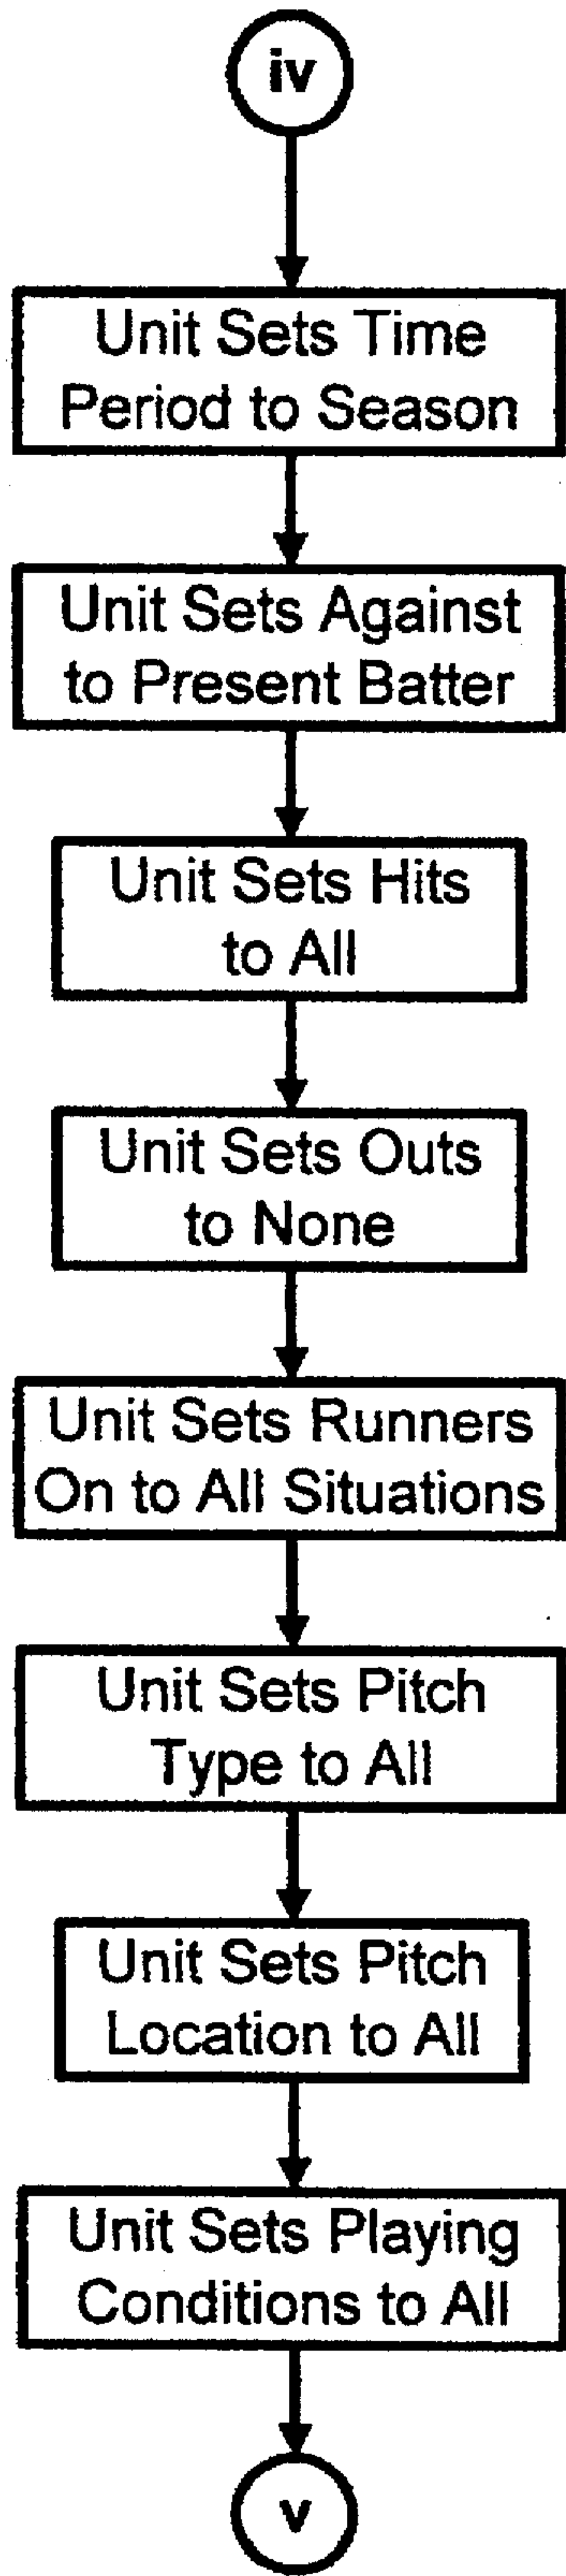 iv
Unit Sets Time
Period to Season
Unit Sets Against
to Present Batter
Unit Sets Hits
to All
Unit Sets Outs
to None
Unit Sets Runners
On to All Situations
Unit Sets Pitch
Type to All
Unit Sets Pitch
Location to All
Unit Sets Playing
Conditions to All
v